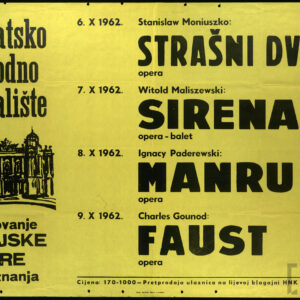 atsko
odno
alište
ovanje
JSKE
RE
znanja
6. X 1962.
Stanislaw Moniuszko:
STRAŠNI DV
opera
7. X 1962.
Witold Maliszewski:
SIRENA
opera - balet
8. X 1962.
Ignacy Paderewski:
MANRU
opera
9. X 1962.
Charles Gounod:
FAUST
opera
Cijena: 170-1000 — Pretprodaja ulaznica na lijevoj blagajni HNK